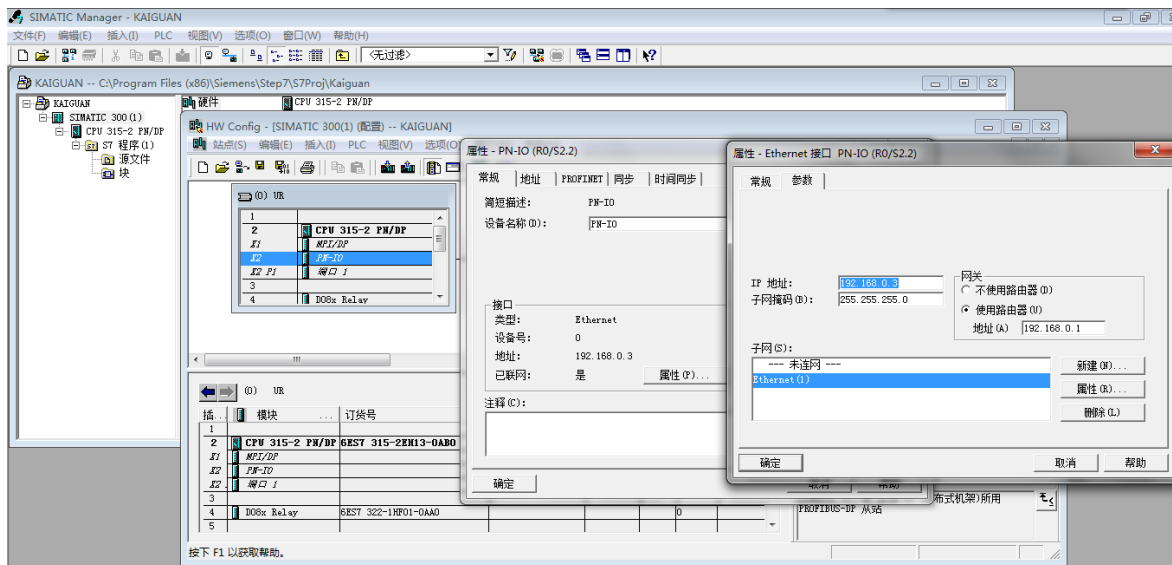 SIMATIC Manager - KAIGUAN
文件(F) 编辑(E) 插入(I) PLC 视图(V) 选项(O) 窗口(W) 帮助(H)
<无过滤>
KAIGUAN -- C:\Program Files (x86)\Siemens\Step7\S7Proj\Kaiguan
KAIGUAN
SIMATIC 300(1)
CPU 315-2 PN/DP
S7 程序(1)
源文件
块
硬件
CPU 315-2 PN/DP
HW Config - [SIMATIC 300(1) (配置) -- KAIGUAN]
站点(S) 编辑(E) 插入(I) PLC 视图(V) 选项(O)
(0) UR
1
2 CPU 315-2 PN/DP
X1 MPI/DP
X2 PN-IO
X2 P1 端口 1
3
4 DO8x Relay
(0) UR
插... 模块 ... 订货号
1
2 CPU 315-2 PN/DP 6ES7 315-2EH13-0AB0
X1 MPI/DP
X2 PN-IO
X2 . 端口 1
3
4 DO8x Relay 6ES7 322-1HF01-0AA0 0
5
按下 F1 以获取帮助。
属性 - PN-IO (R0/S2.2)
常规 地址 PROFINET 同步 时间同步
简短描述: PN-IO
设备名称(D): PN-IO
接口
类型: Ethernet
设备号: 0
地址: 192.168.0.3
已联网: 是 属性(P)...
注释(C):
确定 取消 帮助
布式机架)所用
PROFIBUS-DP 从站
属性 - Ethernet 接口 PN-IO (R0/S2.2)
常规 参数
IP 地址: 192.168.0.3
子网掩码(B): 255.255.255.0
网关
不使用路由器(D)
使用路由器(U)
地址(A) 192.168.0.1
子网(S):
--- 未连网 ---
Ethernet(1)
新建(N)...
属性(R)...
删除(L)
确定 取消 帮助